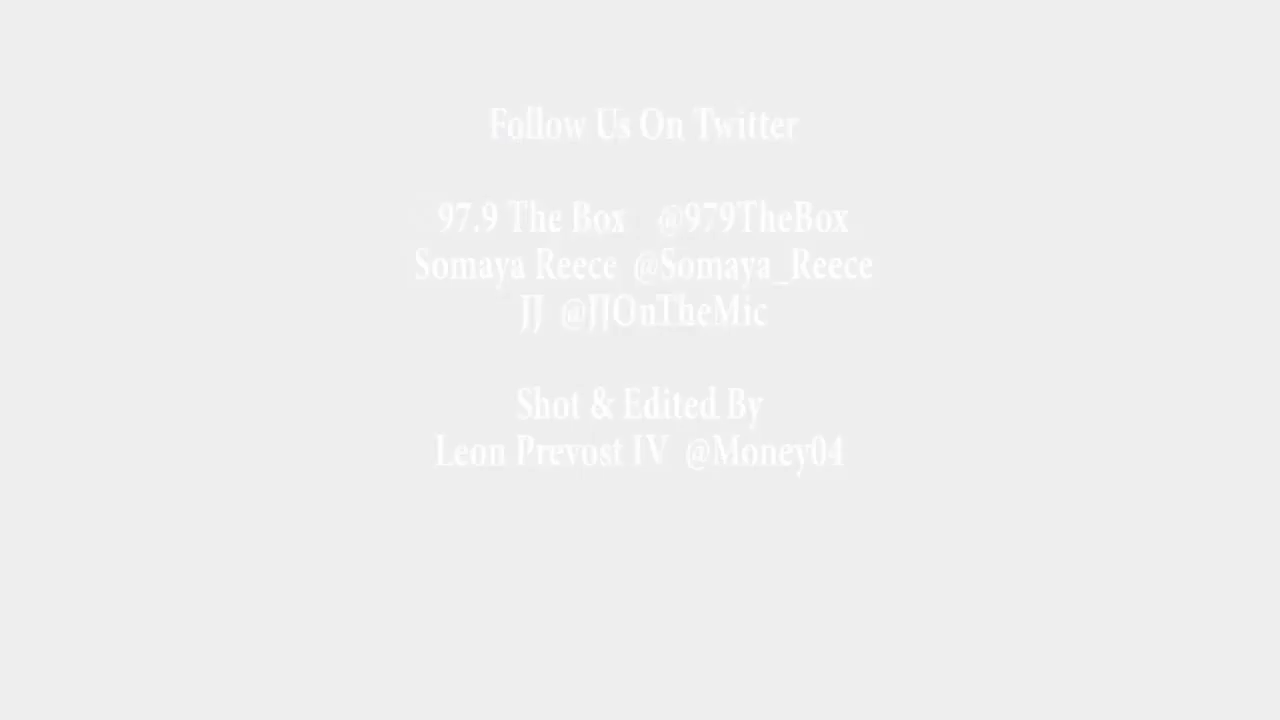 Follow Us On Twitter
97.9 The Box @979TheBox
Somaya Reece @Somaya_Reece
JJ @JJOnTheMic
Shot & Edited By
Leon Prevost IV @Money04